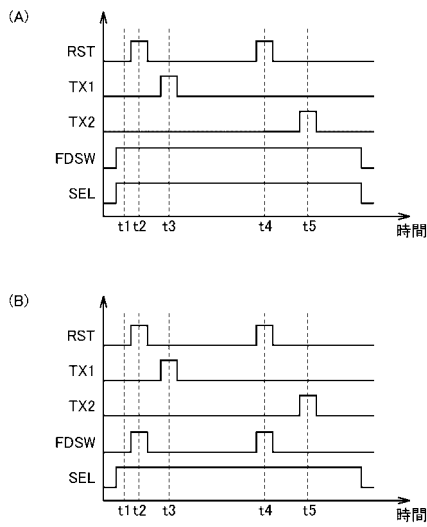 (A)
RST
TX1
TX2
FDSW
SEL
t1 t2 t3 t4 t5
時間
(B)
RST
TX1
TX2
FDSW
SEL
t1 t2 t3 t4 t5
時間